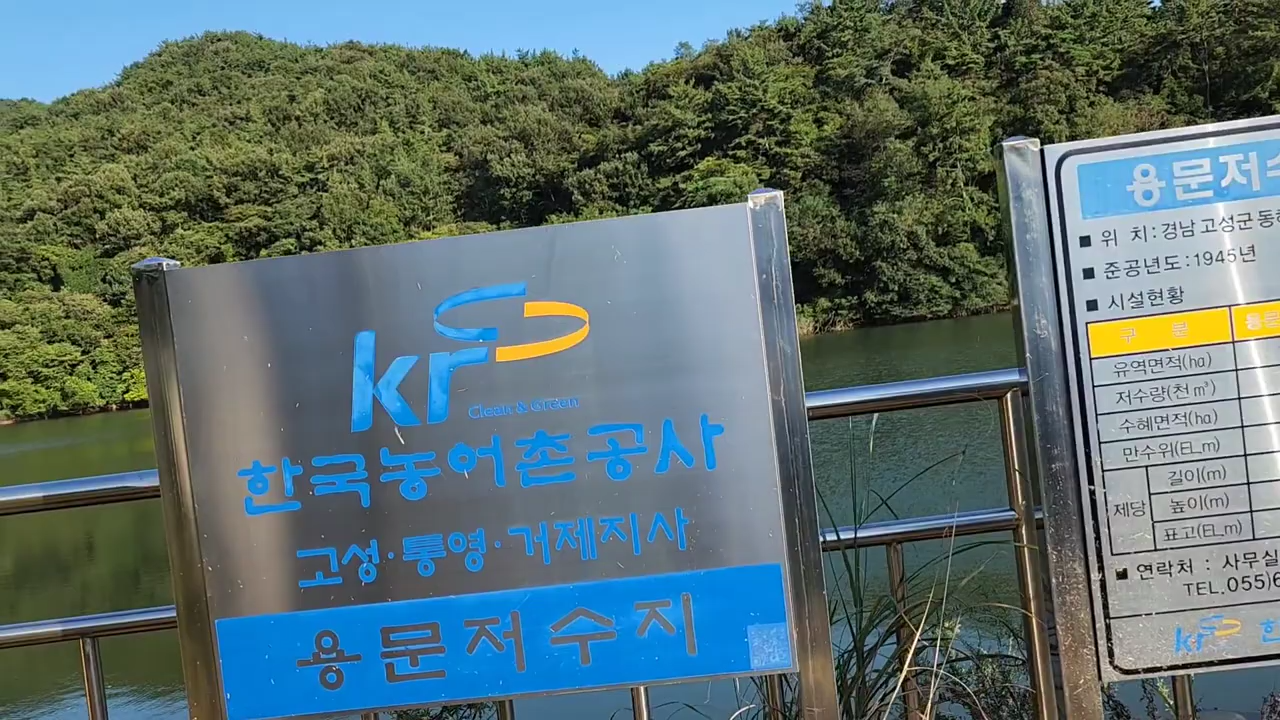 kr
Clean & Green
한국농어촌공사
고성·통영·거제지사
용문저수지
용문저수
■ 위 치:경남고성군동
■ 준공년도:1945년
■ 시설현황
구 분
유역면적(ha)
저수량(천㎥)
수혜면적(ha)
만수위(EL.m)
제당
길이(m)
높이(m)
표고(EL.m)
■ 연락처 : 사무실
TEL.055)6
kr 한